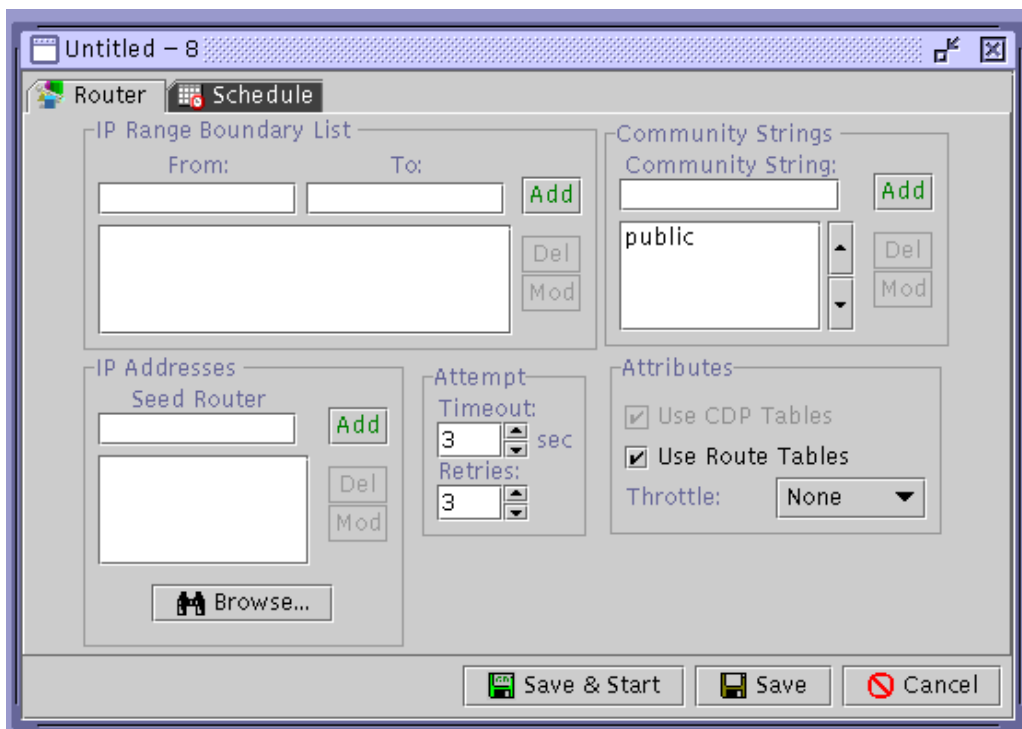 Untitled – 8
Router Schedule
IP Range Boundary List
From: To:
Add
Del
Mod
Community Strings
Community String:
Add
public
Del
Mod
IP Addresses
Seed Router
Add
Del
Mod
Browse...
Attempt
Timeout:
3 sec
Retries:
3
Attributes
Use CDP Tables
Use Route Tables
Throttle: None
Save & Start Save Cancel